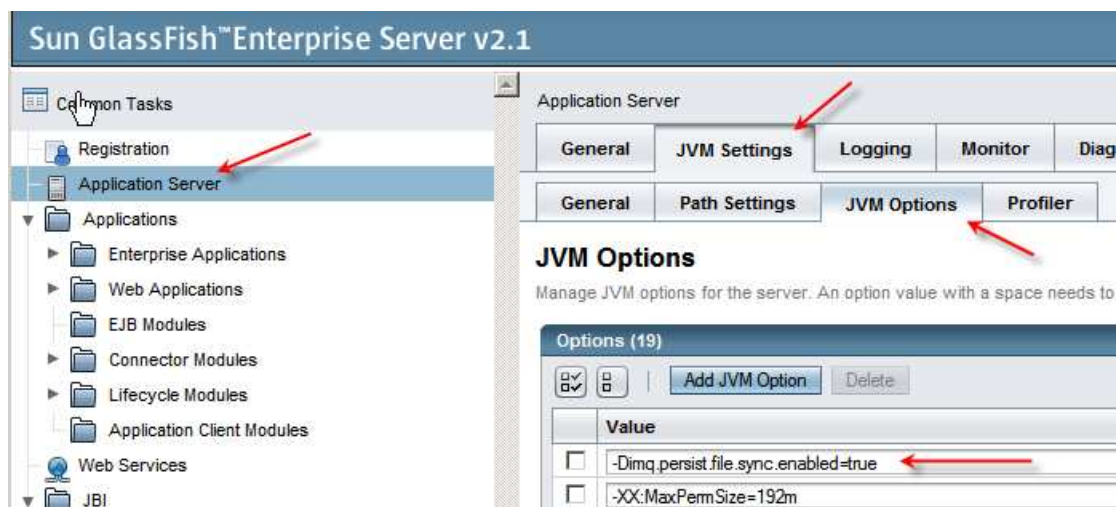 Sun GlassFish™Enterprise Server v2.1
Common Tasks
Registration
Application Server
Applications
Enterprise Applications
Web Applications
EJB Modules
Connector Modules
Lifecycle Modules
Application Client Modules
Web Services
JBI
Application Server
General JVM Settings Logging Monitor Diag
General Path Settings JVM Options Profiler
JVM Options
Manage JVM options for the server. An option value with a space needs to
Options (19)
Add JVM Option Delete
Value
-Dimq.persist.file.sync.enabled=true
-XX:MaxPermSize=192m